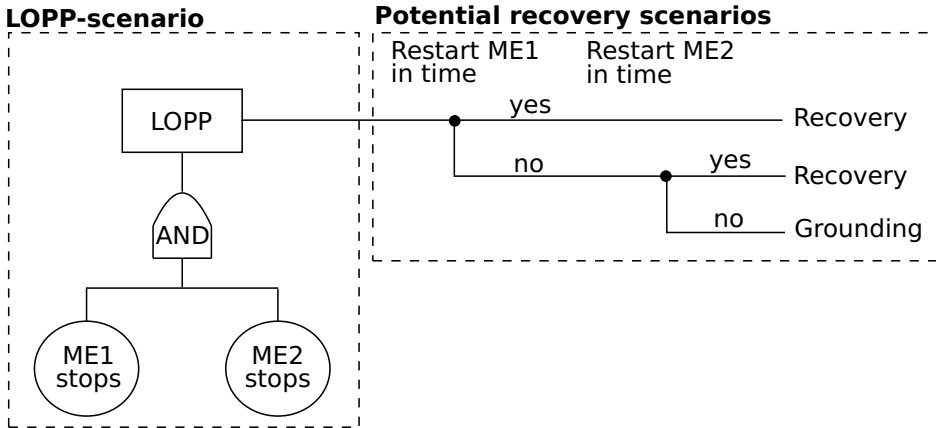 LOPP-scenario
Potential recovery scenarios
Restart ME1
in time
Restart ME2
in time
LOPP
yes
Recovery
no
yes
Recovery
no
Grounding
AND
ME1
stops
ME2
stops